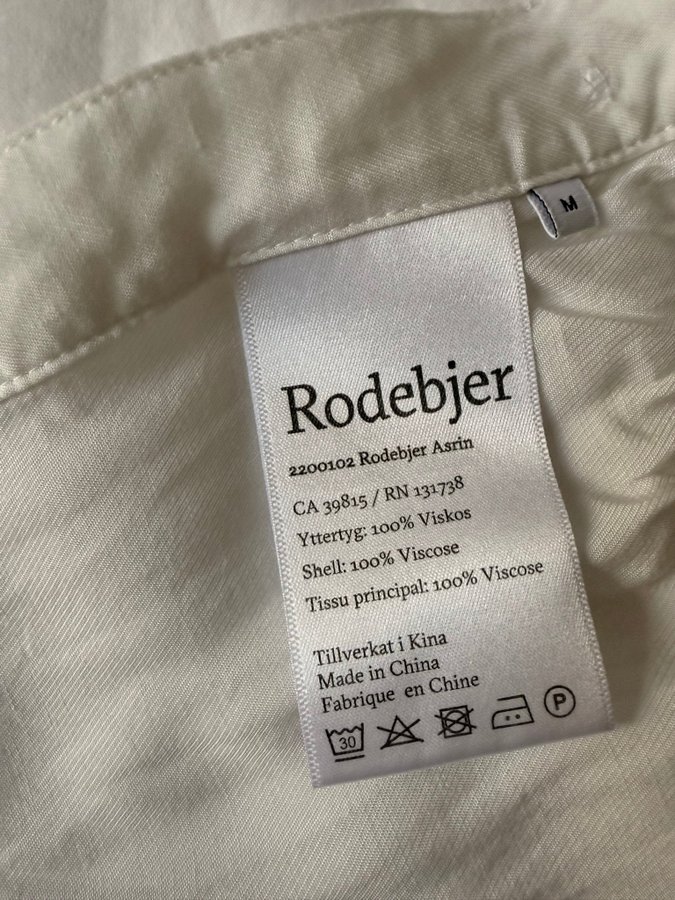 M
Rodebjer
2200102 Rodebjer Asrin
CA 39815 / RN 131738
Yttertyg: 100% Viskos
Shell: 100% Viscose
Tissu principal: 100% Viscose
Tillverkat i Kina
Made in China
Fabrique en Chine
30
P